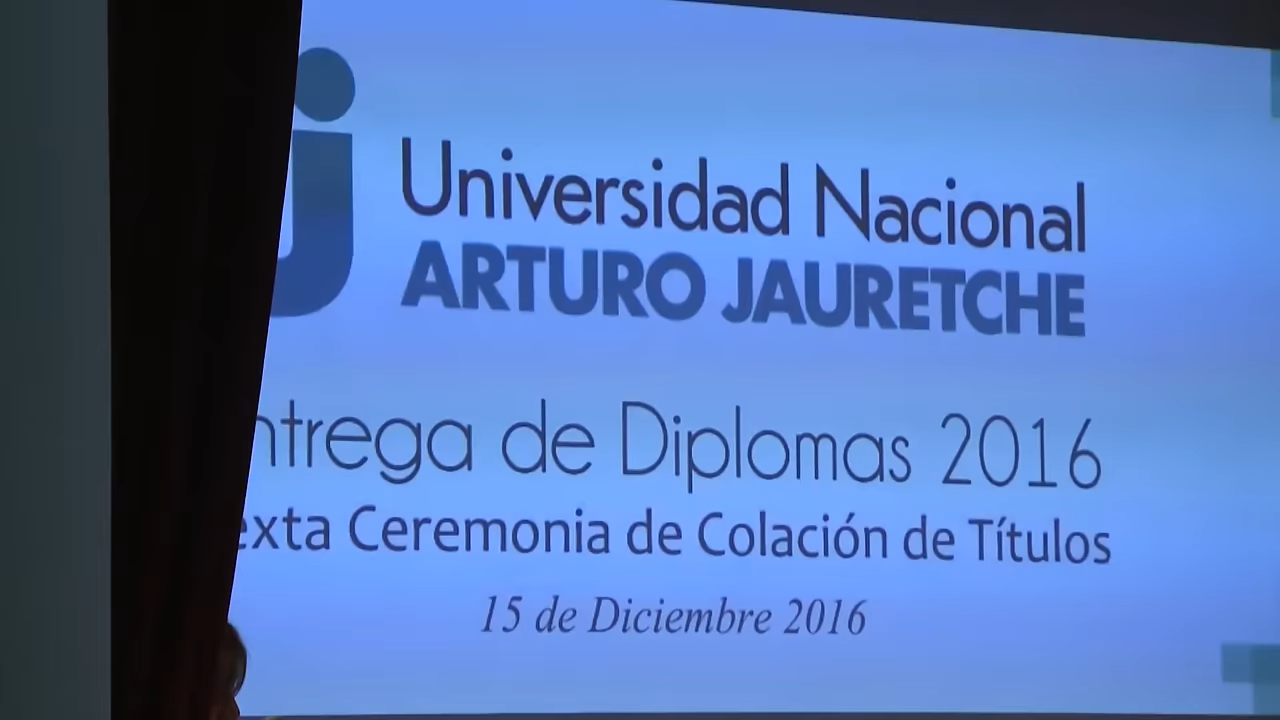 Universidad Nacional
ARTURO JAURETCHE
ntrega de Diplomas 2016
exta Ceremonia de Colación de Títulos
15 de Diciembre 2016